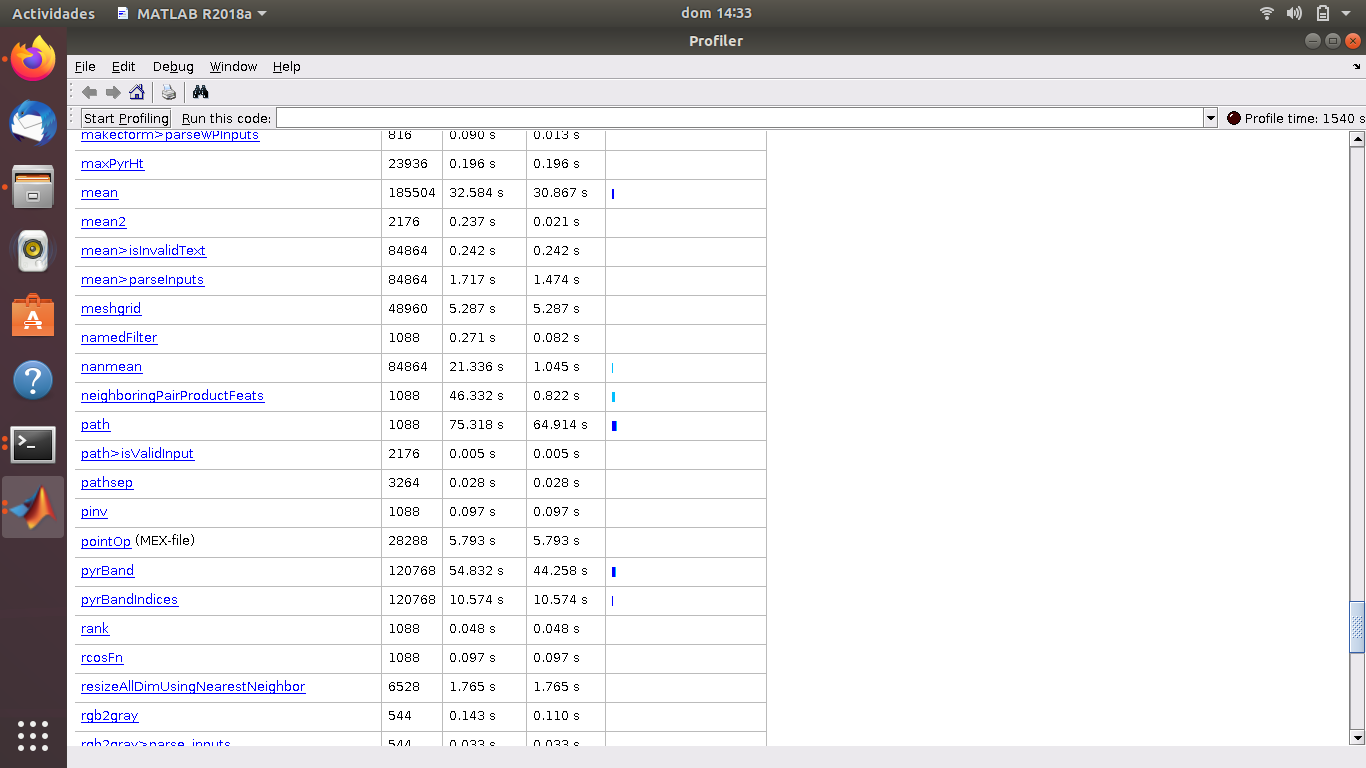 Actividades MATLAB R2018a dom 14:33
Profiler
File Edit Debug Window Help
Start Profiling Run this code: Profile time: 1540 s
makecform>parseWPInputs 816 0.090 s 0.013 s
maxPyrHt 23936 0.196 s 0.196 s
mean 185504 32.584 s 30.867 s
mean2 2176 0.237 s 0.021 s
mean>isInvalidText 84864 0.242 s 0.242 s
mean>parseInputs 84864 1.717 s 1.474 s
meshgrid 48960 5.287 s 5.287 s
namedFilter 1088 0.271 s 0.082 s
nanmean 84864 21.336 s 1.045 s
neighboringPairProductFeats 1088 46.332 s 0.822 s
path 1088 75.318 s 64.914 s
path>isValidInput 2176 0.005 s 0.005 s
pathsep 3264 0.028 s 0.028 s
pinv 1088 0.097 s 0.097 s
pointOp (MEX-file) 28288 5.793 s 5.793 s
pyrBand 120768 54.832 s 44.258 s
pyrBandIndices 120768 10.574 s 10.574 s
rank 1088 0.048 s 0.048 s
rcosFn 1088 0.097 s 0.097 s
resizeAllDimUsingNearestNeighbor 6528 1.765 s 1.765 s
rgb2gray 544 0.143 s 0.110 s
rgb2gray>parse_inputs 544 0.033 s 0.033 s